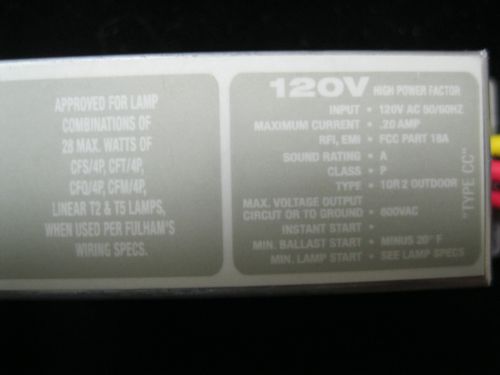 APPROVED FOR LAMP
COMBINATIONS OF
28 MAX. WATTS OF
CFS/4P, CFT/4P,
CFQ/4P, CFM/4P,
LINEAR T2 & T5 LAMPS,
WHEN USED PER FULHAM'S
WIRING SPECS.
120V HIGH POWER FACTOR
INPUT • 120V AC 50/60HZ
MAXIMUM CURRENT • .20 AMP
RFI, EMI • FCC PART 18A
SOUND RATING • A
CLASS • P
TYPE • 1OR 2 OUTDOOR
MAX. VOLTAGE OUTPUT
CIRCUT OR TO GROUND • 600VAC
INSTANT START •
MIN. BALLAST START • MINUS 20° F
MIN. LAMP START • SEE LAMP SPECS
"TYPE CC"